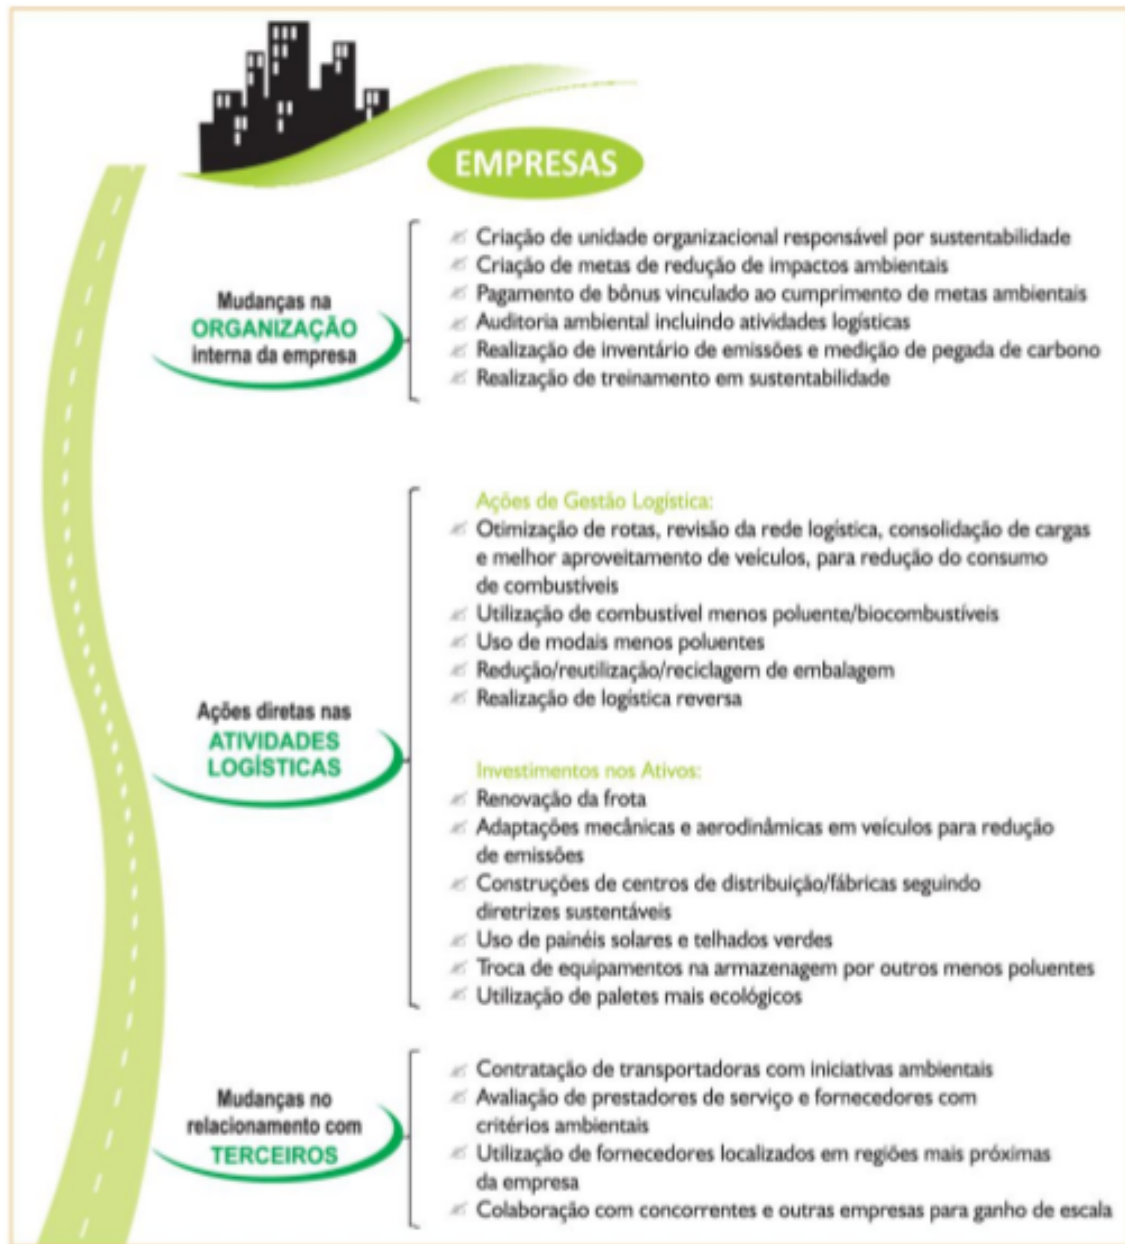 EMPRESAS
Mudanças na
ORGANIZAÇÃO
interna da empresa
Criação de unidade organizacional responsável por sustentabilidade
Criação de metas de redução de impactos ambientais
Pagamento de bônus vinculado ao cumprimento de metas ambientais
Auditoria ambiental incluindo atividades logísticas
Realização de inventário de emissões e medição de pegada de carbono
Realização de treinamento em sustentabilidade
Ações diretas nas
ATIVIDADES
LOGÍSTICAS
Ações de Gestão Logística:
Otimização de rotas, revisão da rede logística, consolidação de cargas
e melhor aproveitamento de veículos, para redução do consumo
de combustíveis
Utilização de combustível menos poluente/biocombustíveis
Uso de modais menos poluentes
Redução/reutilização/reciclagem de embalagem
Realização de logística reversa
Investimentos nos Ativos:
Renovação da frota
Adaptações mecânicas e aerodinâmicas em veículos para redução
de emissões
Construções de centros de distribuição/fábricas seguindo
diretrizes sustentáveis
Uso de painéis solares e telhados verdes
Troca de equipamentos na armazenagem por outros menos poluentes
Utilização de paletes mais ecológicos
Mudanças no
relacionamento com
TERCEIROS
Contratação de transportadoras com iniciativas ambientais
Avaliação de prestadores de serviço e fornecedores com
critérios ambientais
Utilização de fornecedores localizados em regiões mais próximas
da empresa
Colaboração com concorrentes e outras empresas para ganho de escala